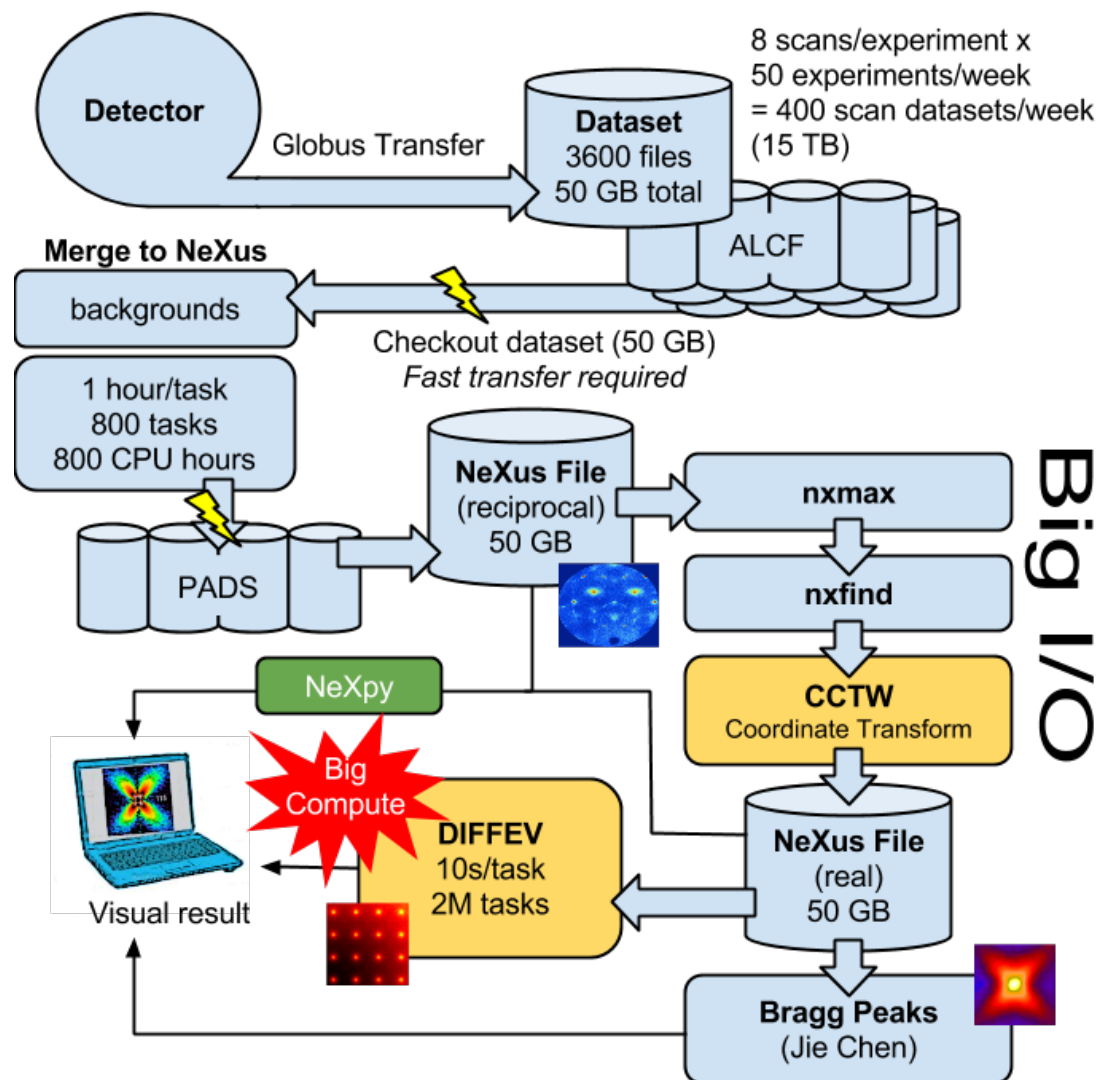 8 scans/experiment x
50 experiments/week
= 400 scan datasets/week
(15 TB)
Detector
Globus Transfer
Dataset
3600 files
50 GB total
ALCF
Merge to NeXus
backgrounds
Checkout dataset (50 GB)
Fast transfer required
1 hour/task
800 tasks
800 CPU hours
PADS
NeXus File
(reciprocal)
50 GB
nxmax
nxfind
CCTW
Coordinate Transform
Big I/O
NeXpy
Big
Compute
DIFFEV
10s/task
2M tasks
NeXus File
(real)
50 GB
Visual result
Bragg Peaks
(Jie Chen)